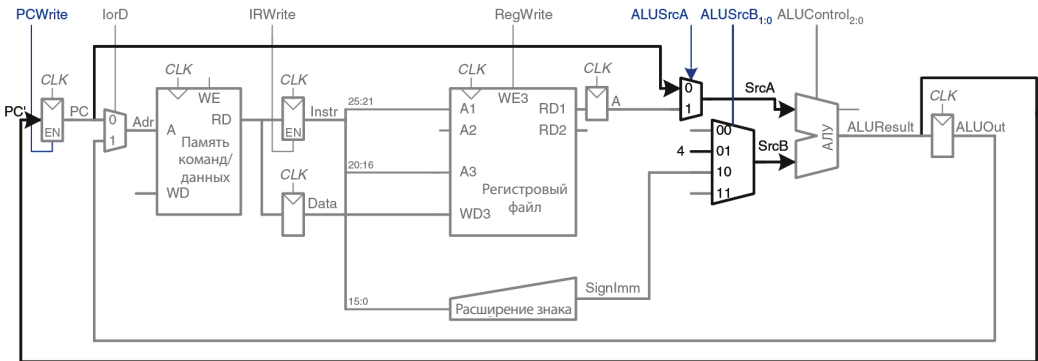 PCWrite IorD IRWrite RegWrite ALUSrcA ALUSrcB1:0 ALUControl2:0
CLK CLK CLK CLK CLK CLK
PC' PC EN
0
1
Adr
WE
A RD
Память
команд/
данных
WD
EN
Instr
CLK
Data
25:21
20:16
15:0
A1 WE3 RD1
A2 RD2
A3
Регистровый
файл
WD3
A
0
1
SrcA
4
00
01
10
11
SrcB
АЛУ
ALUResult
ALUOut
SignImm
Расширение знака